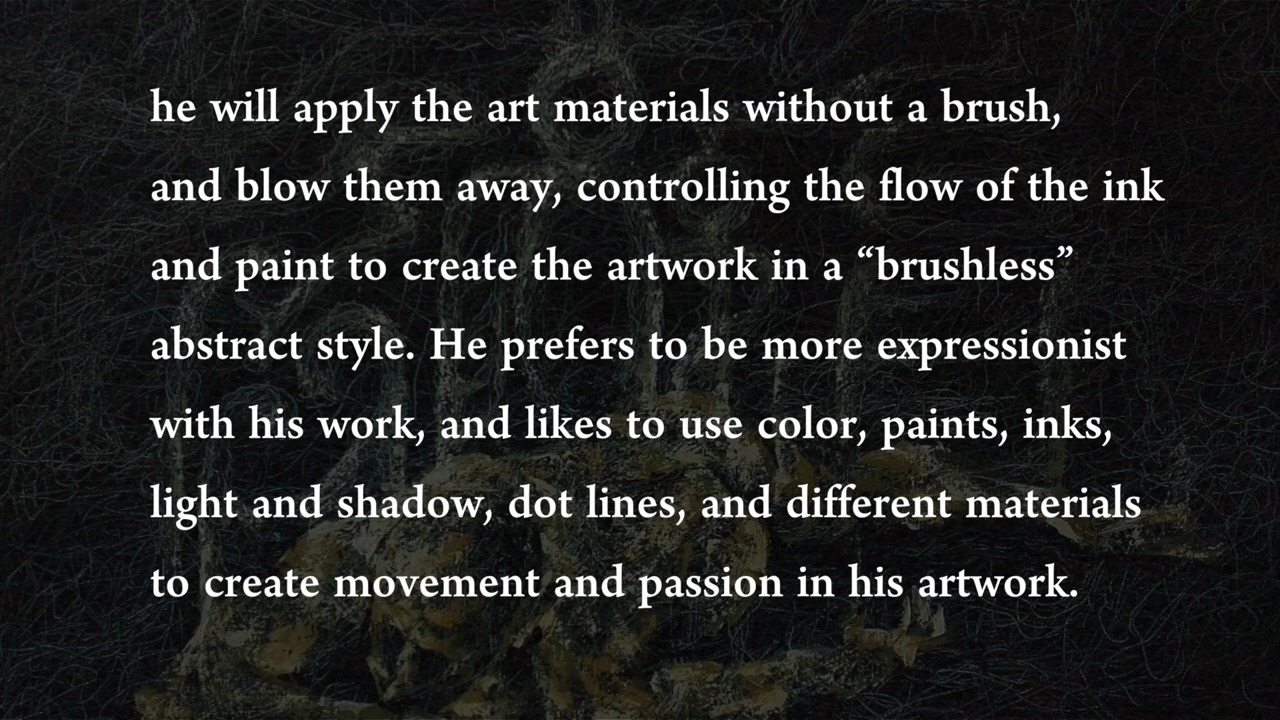 he will apply the art materials without a brush,
and blow them away, controlling the flow of the ink
and paint to create the artwork in a “brushless”
abstract style. He prefers to be more expressionist
with his work, and likes to use color, paints, inks,
light and shadow, dot lines, and different materials
to create movement and passion in his artwork.